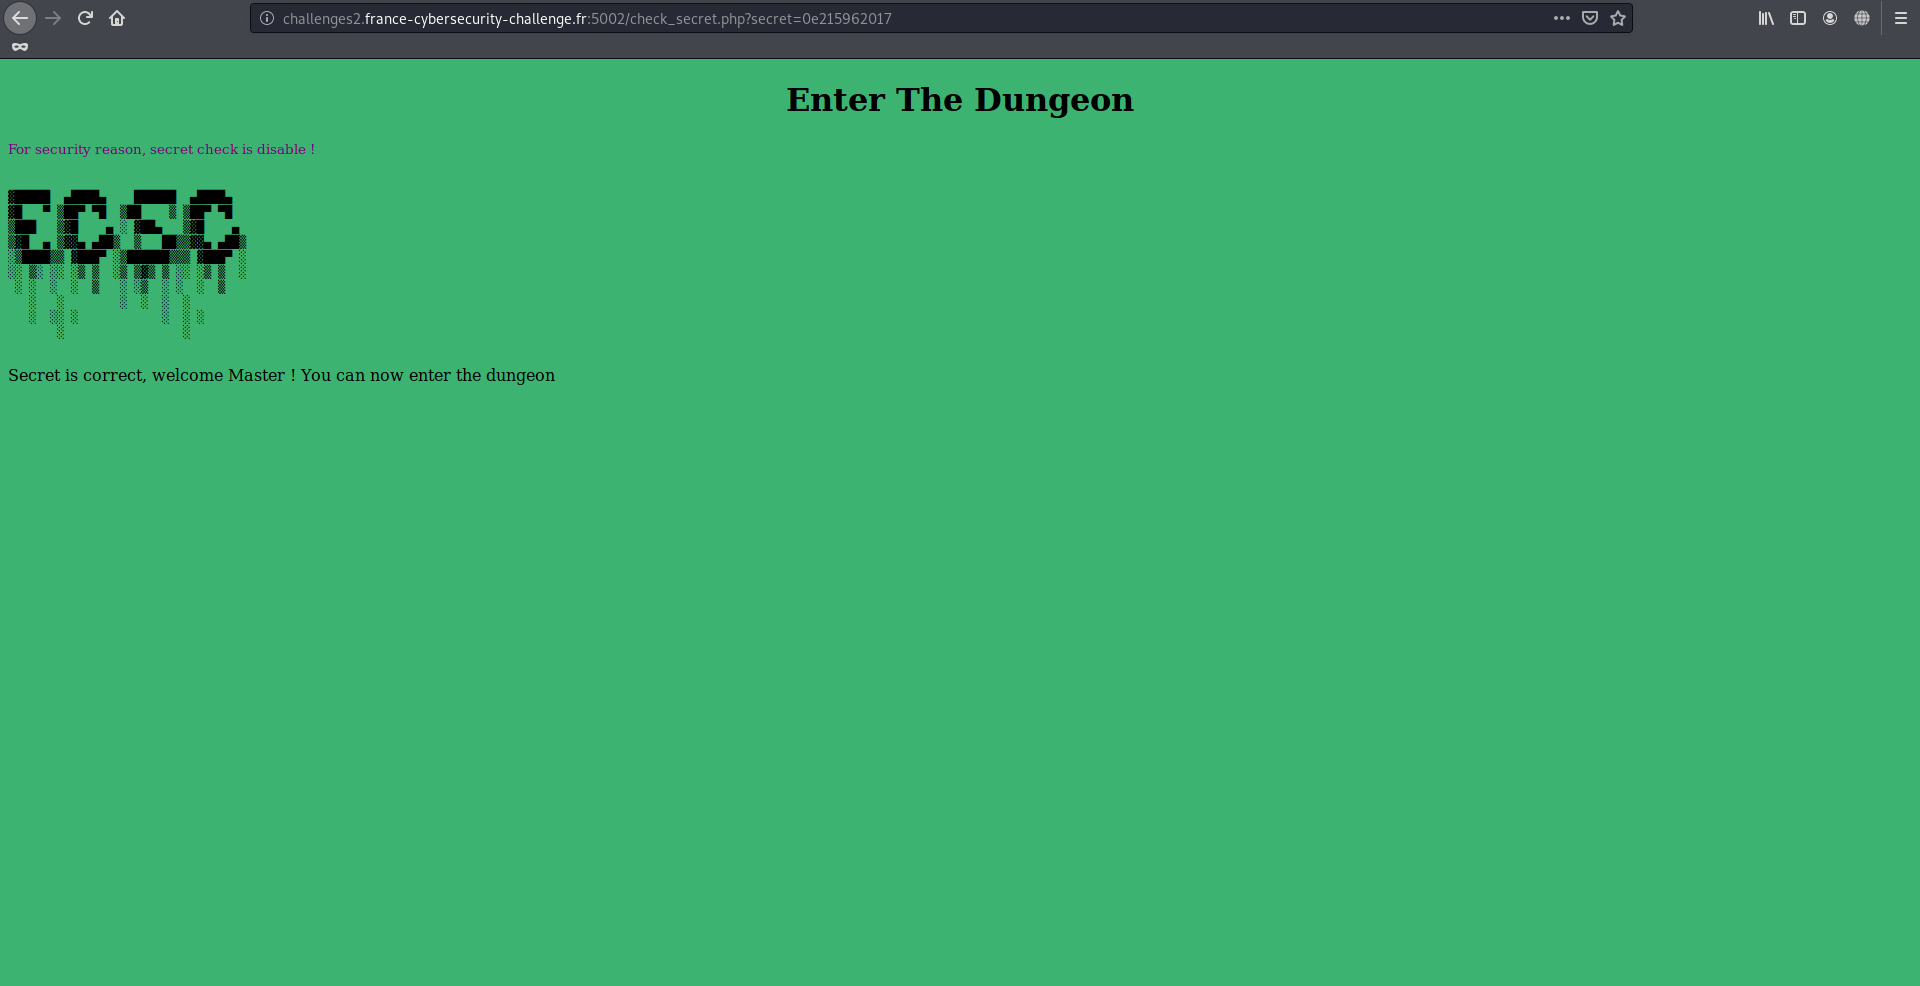 challenges2.france-cybersecurity-challenge.fr:5002/check_secret.php?secret=0e215962017
Enter The Dungeon
For security reason, secret check is disable !
Secret is correct, welcome Master ! You can now enter the dungeon